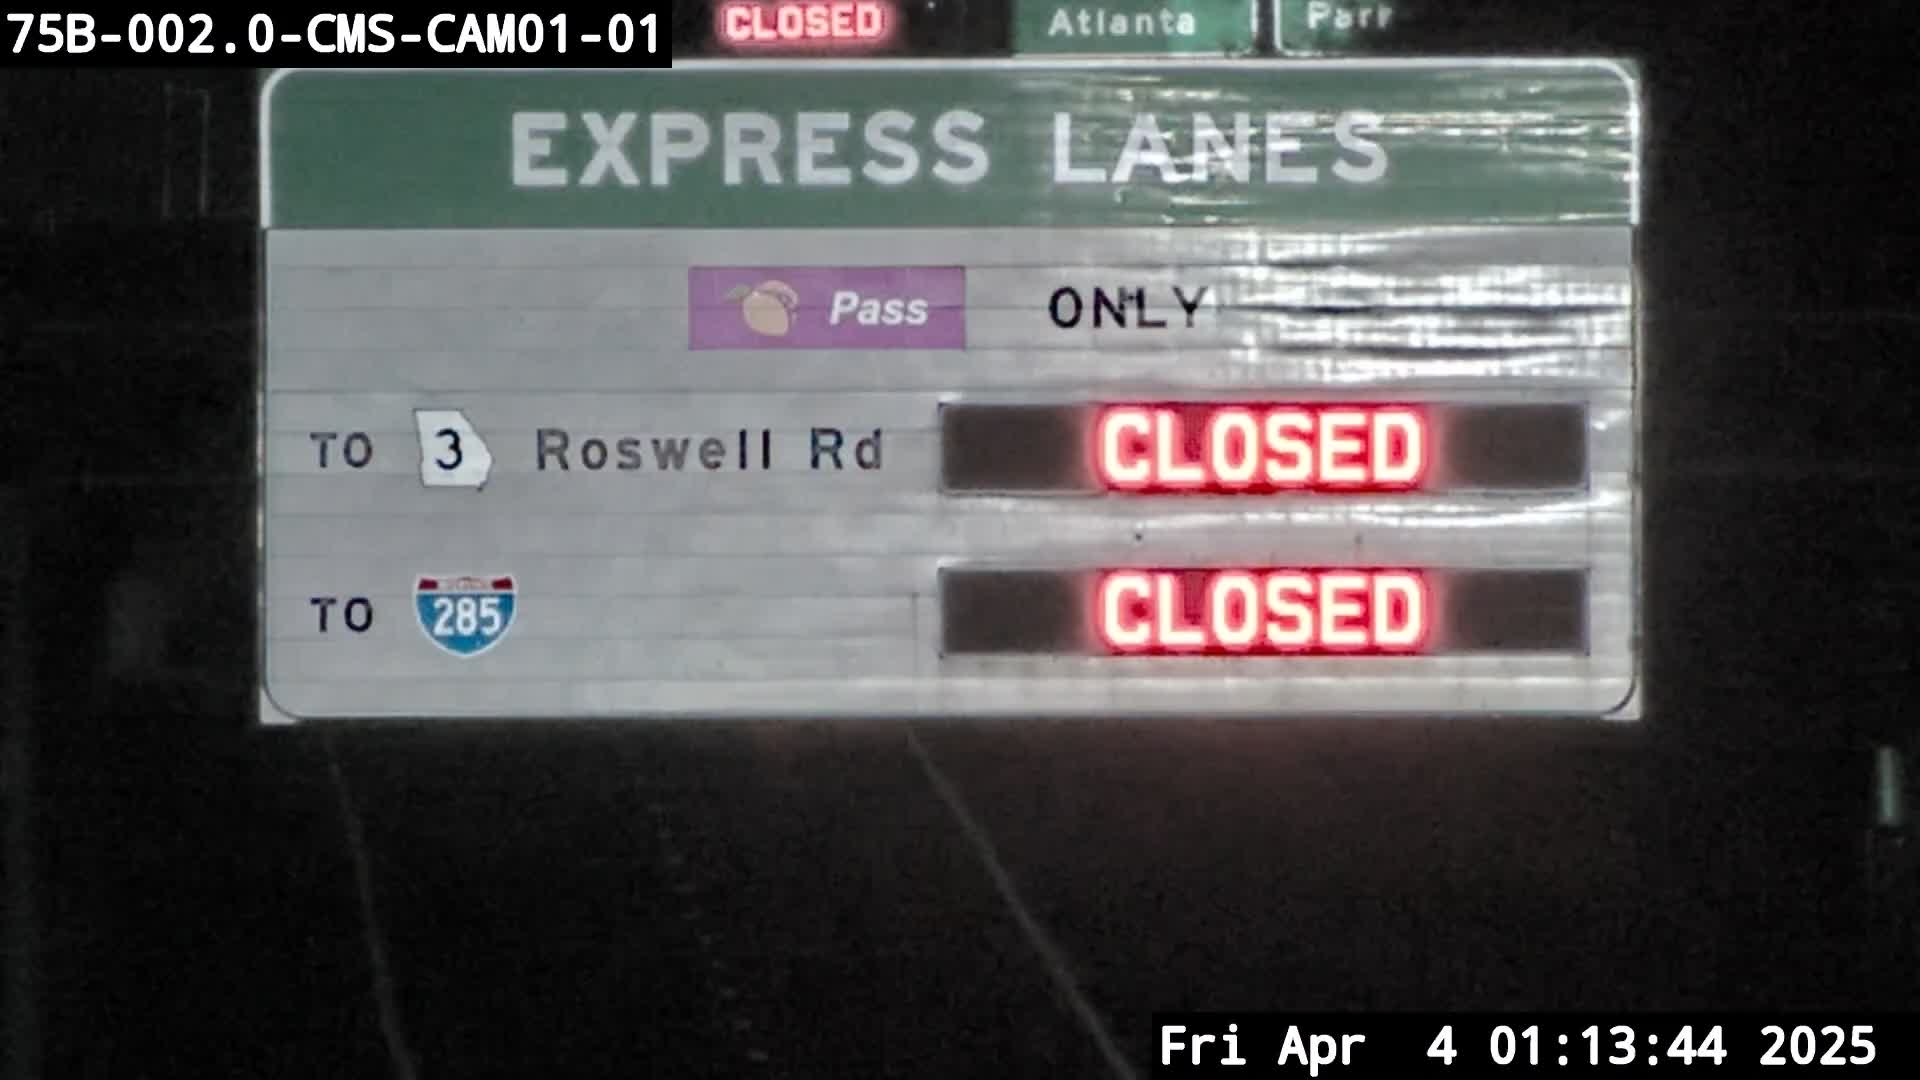 75B-002.0-CMS-CAM01-01
CLOSED
Atlanta
EXPRESS LANES
Pass ONLY
TO 3 Roswell Rd CLOSED
TO 285 CLOSED
Fri Apr 4 01:13:44 2025